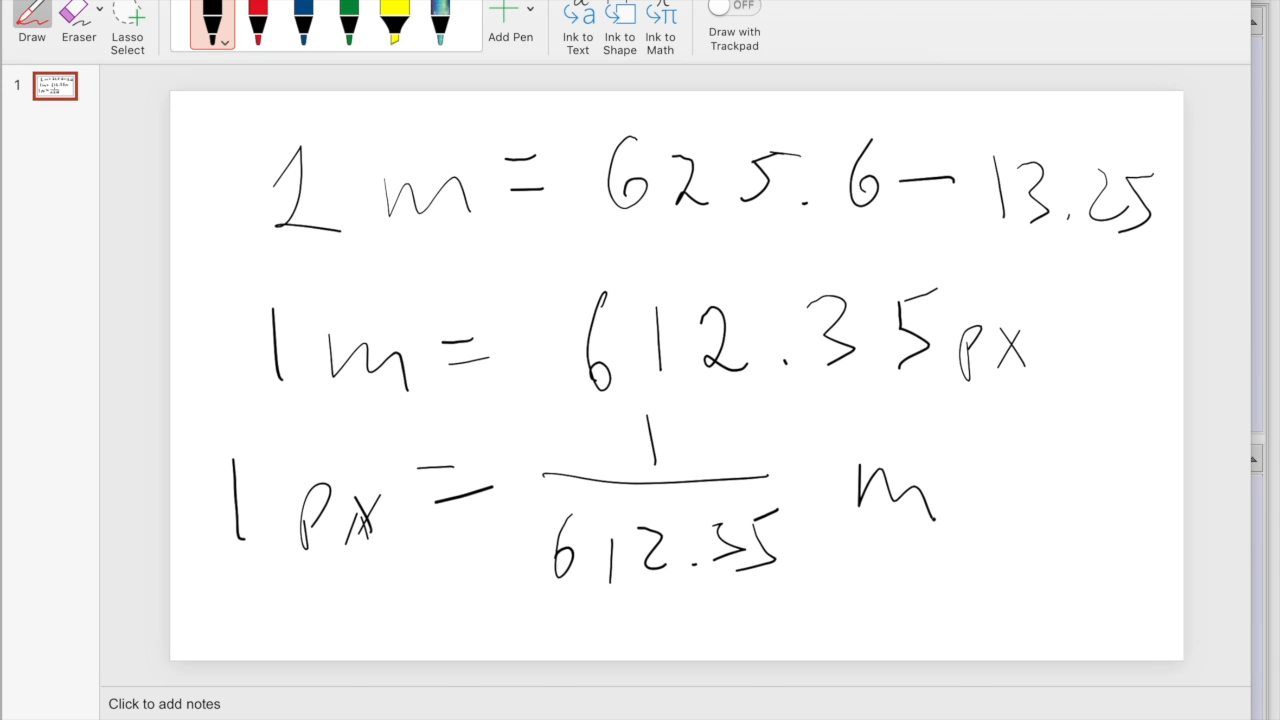 OFF
Draw
Eraser
Lasso Select
Add Pen
Ink to Text
Ink to Shape
Ink to Math
Draw with Trackpad
1
1 m = 625.6 - 13.25
1 m = 612.35 px
1 px = 1/612.35 m
Click to add notes